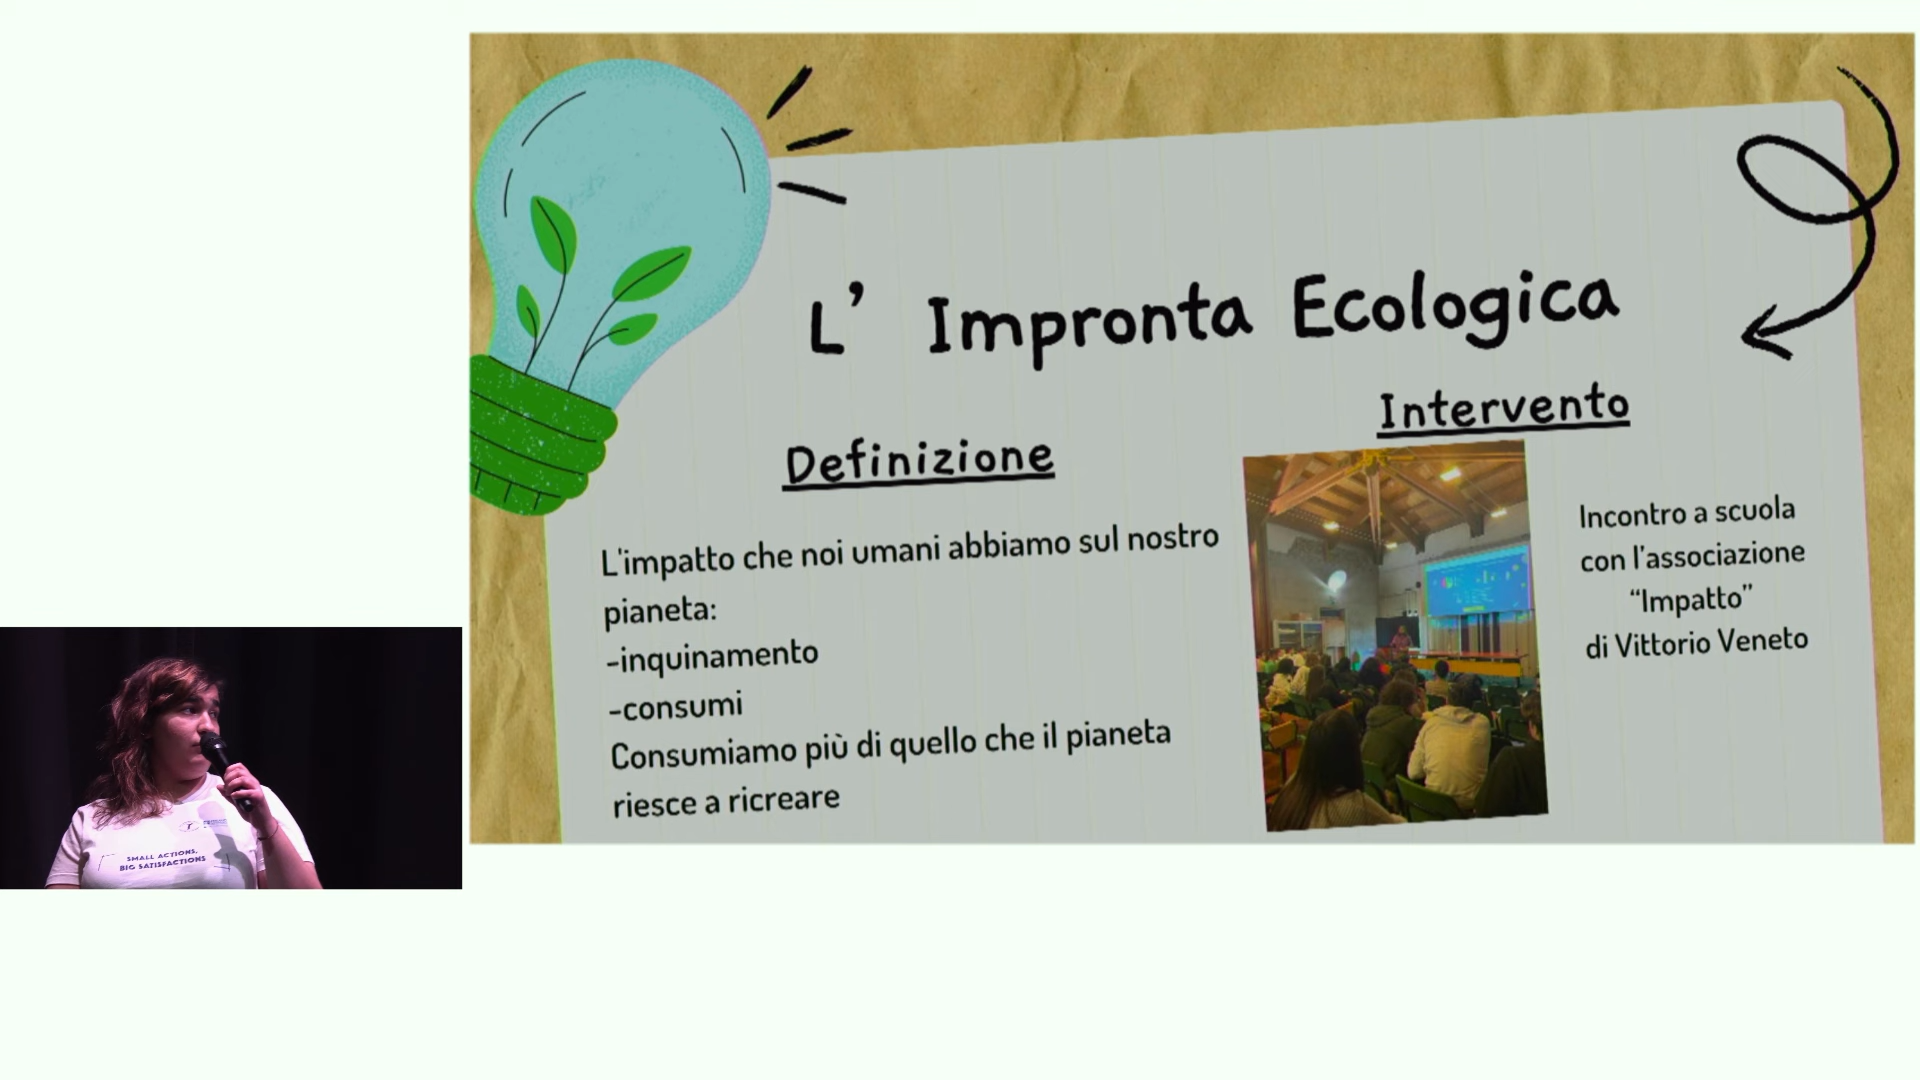 L' Impronta Ecologica
Definizione
L'impatto che noi umani abbiamo sul nostro
pianeta:
-inquinamento
-consumi
Consumiamo più di quello che il pianeta
riesce a ricreare
Intervento
Incontro a scuola
con l'associazione
“Impatto”
di Vittorio Veneto
SMALL ACTIONS,
BIG SATISFACTIONS